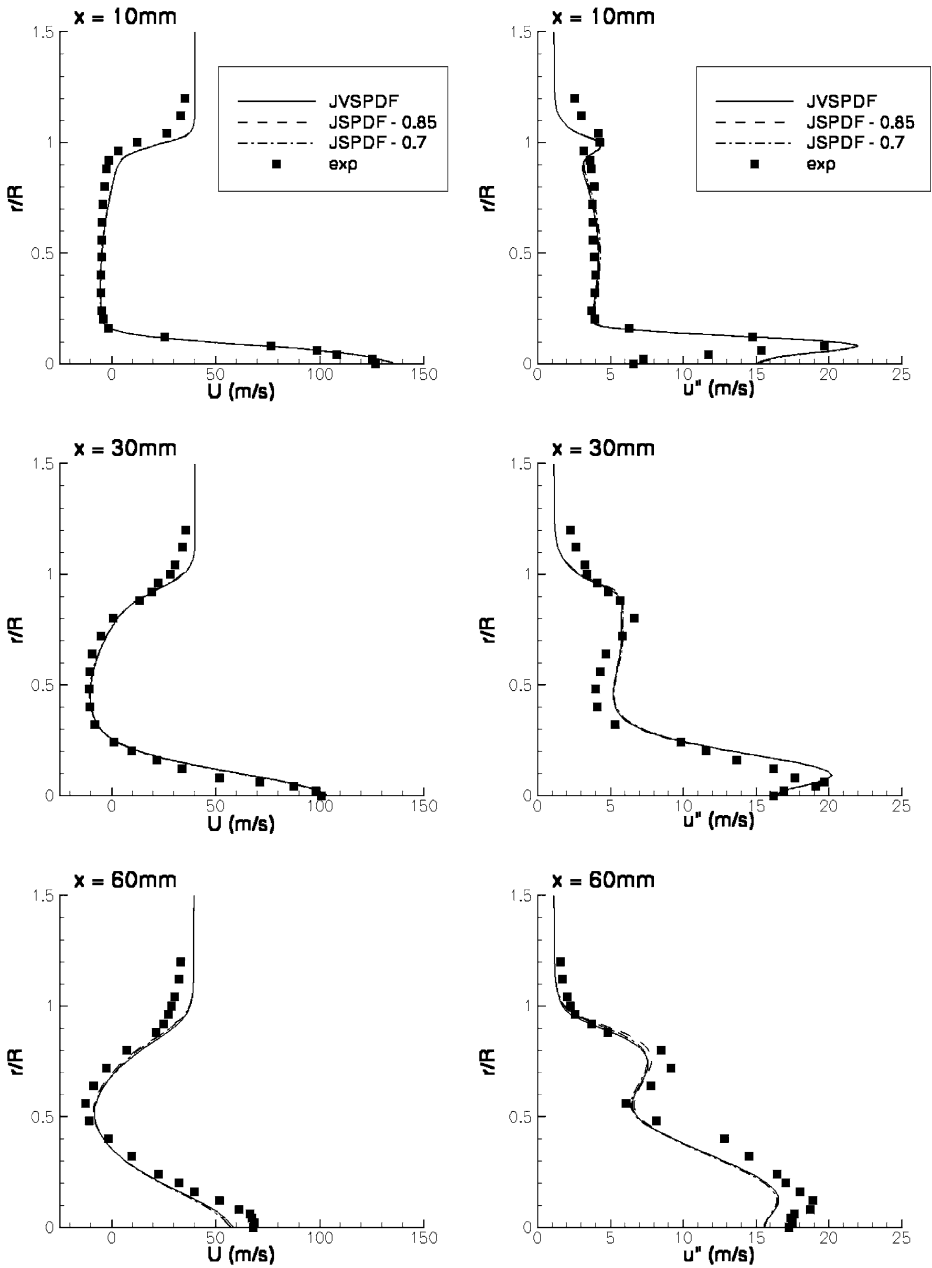 x = 10mm
1.5
1
0.5
0
r/R
0
50
100
150
U (m/s)
JVSPDF
JSPDF - 0.85
JSPDF - 0.7
exp
x = 10mm
1.5
1
0.5
0
r/R
0
5
10
15
20
25
u" (m/s)
JVSPDF
JSPDF - 0.85
JSPDF - 0.7
exp
x = 30mm
1.5
1
0.5
0
r/R
0
50
100
150
U (m/s)
x = 30mm
1.5
1
0.5
0
r/R
0
5
10
15
20
25
u" (m/s)
x = 60mm
1.5
1
0.5
0
r/R
0
50
100
150
U (m/s)
x = 60mm
1.5
1
0.5
0
r/R
0
5
10
15
20
25
u" (m/s)